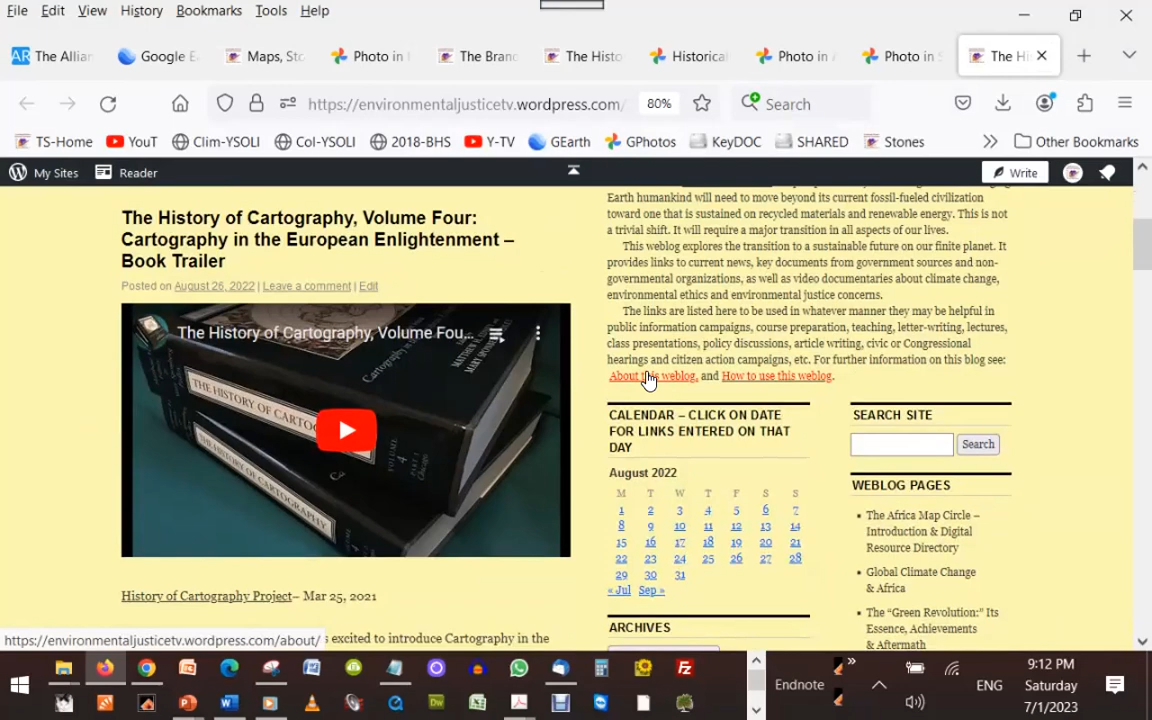 File Edit View History Bookmarks Tools Help
The Allian
Google E
Maps, Sto
Photo in
The Brand
The Histo
Historical
Photo in A
Photo in S
The Hi
https://environmentaljusticetv.wordpress.com/
80%
Search
TS-Home YouT Clim-YSOLI Col-YSOLI 2018-BHS Y-TV GEarth GPhotos KeyDOC SHARED Stones Other Bookmarks
My Sites Reader Write
The History of Cartography, Volume Four:
Cartography in the European Enlightenment –
Book Trailer
Posted on August 26, 2022 | Leave a comment | Edit
The History of Cartography, Volume Fou...
THE HISTORY OF CARTO
THE HISTORY OF CARTOGRAPHY
History of Cartography Project– Mar 25, 2021
s excited to introduce Cartography in the
Earth humankind will need to move beyond its current fossil-fueled civilization
toward one that is sustained on recycled materials and renewable energy. This is not
a trivial shift. It will require a major transition in all aspects of our lives.
This weblog explores the transition to a sustainable future on our finite planet. It
provides links to current news, key documents from government sources and non-
governmental organizations, as well as video documentaries about climate change,
environmental ethics and environmental justice concerns.
The links are listed here to be used in whatever manner they may be helpful in
public information campaigns, course preparation, teaching, letter-writing, lectures,
class presentations, policy discussions, article writing, civic or Congressional
hearings and citizen action campaigns, etc. For further information on this blog see:
About this weblog, and How to use this weblog.
CALENDAR – CLICK ON DATE
FOR LINKS ENTERED ON THAT
DAY
August 2022
M T W T F S S
1 2 3 4 5 6 7
8 9 10 11 12 13 14
15 16 17 18 19 20 21
22 23 24 25 26 27 28
29 30 31
« Jul Sep »
ARCHIVES
SEARCH SITE
Search
WEBLOG PAGES
The Africa Map Circle –
Introduction & Digital
Resource Directory
Global Climate Change
& Africa
The “Green Revolution:” Its
Essence, Achievements
& Aftermath
https://environmentaljusticetv.wordpress.com/about/
Endnote
ENG
9:12 PM
Saturday
7/1/2023